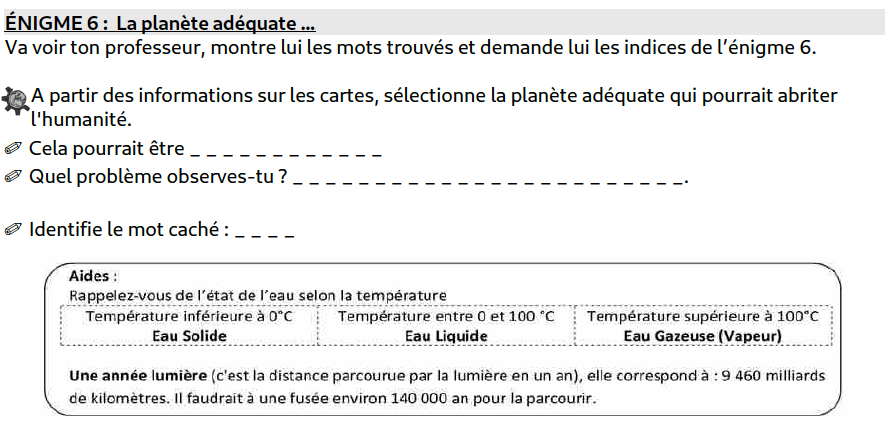 ÉNIGME 6 : La planète adéquate ...
Va voir ton professeur, montre lui les mots trouvés et demande lui les indices de l’énigme 6.
A partir des informations sur les cartes, sélectionne la planète adéquate qui pourrait abriter
l'humanité.
Cela pourrait être _ _ _ _ _ _ _ _ _ _ _ _
Quel problème observes-tu ? _ _ _ _ _ _ _ _ _ _ _ _ _ _ _ _ _ _ _ _ _ _ _ _.
Identifie le mot caché : _ _ _ _
Aides :
Rappelez-vous de l’état de l’eau selon la température
Température inférieure à 0°C Température entre 0 et 100 °C Température supérieure à 100°C
Eau Solide Eau Liquide Eau Gazeuse (Vapeur)
Une année lumière (c'est la distance parcourue par la lumière en un an), elle correspond à : 9 460 milliards
de kilomètres. Il faudrait à une fusée environ 140 000 an pour la parcourir.